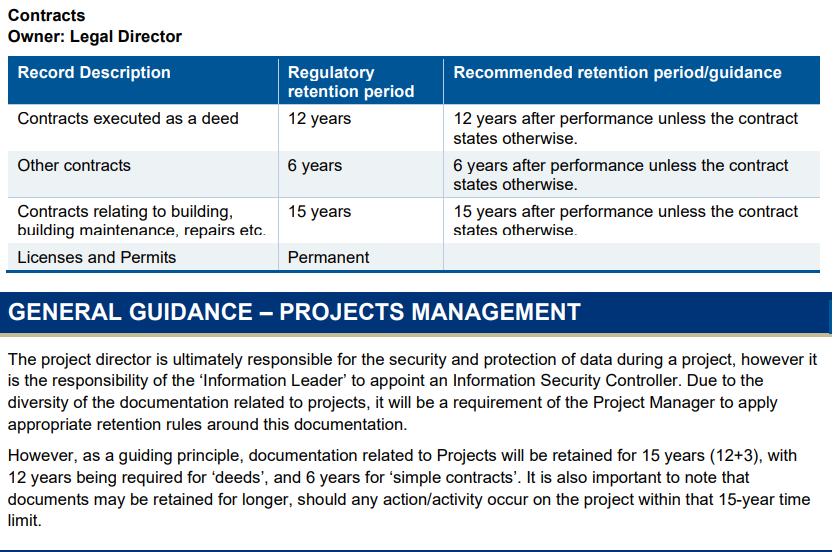 Contracts
Owner: Legal Director
Record Description Regulatory retention period Recommended retention period/guidance
Contracts executed as a deed 12 years 12 years after performance unless the contract states otherwise.
Other contracts 6 years 6 years after performance unless the contract states otherwise.
Contracts relating to building, building maintenance, repairs etc. 15 years 15 years after performance unless the contract states otherwise.
Licenses and Permits Permanent
GENERAL GUIDANCE – PROJECTS MANAGEMENT
The project director is ultimately responsible for the security and protection of data during a project, however it
is the responsibility of the ‘Information Leader’ to appoint an Information Security Controller. Due to the
diversity of the documentation related to projects, it will be a requirement of the Project Manager to apply
appropriate retention rules around this documentation.
However, as a guiding principle, documentation related to Projects will be retained for 15 years (12+3), with
12 years being required for ‘deeds’, and 6 years for ‘simple contracts’. It is also important to note that
documents may be retained for longer, should any action/activity occur on the project within that 15-year time
limit.